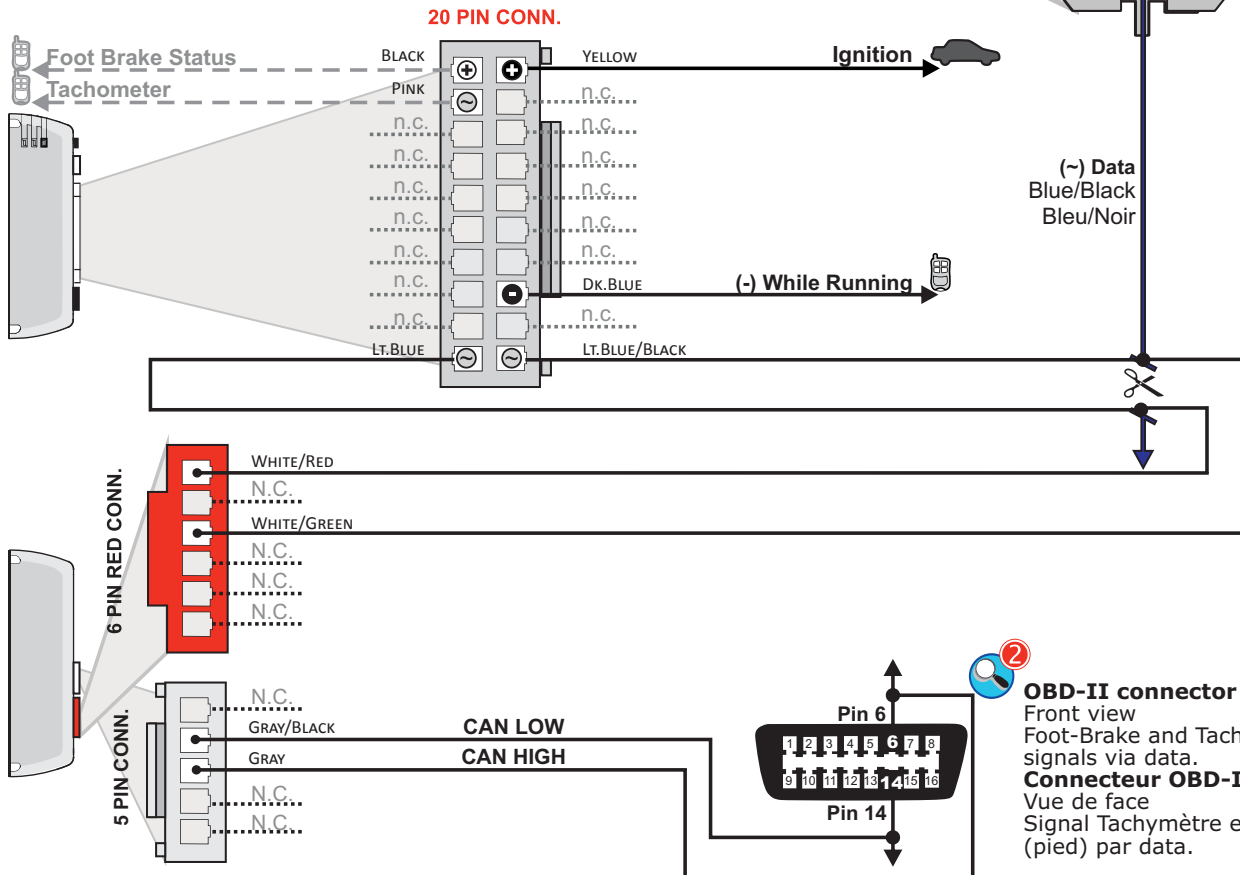 20 PIN CONN.
Foot Brake Status
BLACK
YELLOW
Ignition
Tachometer
PINK
n.c.
n.c.
n.c.
n.c.
n.c.
n.c.
n.c.
n.c.
n.c.
n.c.
n.c.
n.c.
n.c.
DK.BLUE
(-) While Running
n.c.
n.c.
LT.BLUE
LT.BLUE/BLACK
(~) Data
Blue/Black
Bleu/Noir
6 PIN RED CONN.
WHITE/RED
N.C.
WHITE/GREEN
N.C.
N.C.
N.C.
5 PIN CONN.
N.C.
GRAY/BLACK
CAN LOW
GRAY
CAN HIGH
N.C.
N.C.
Pin 6
1 2 3 4 5 6 7 8
9 10 11 12 13 14 15 16
Pin 14
2
OBD-II connector
Front view
Foot-Brake and Tach
signals via data.
Connecteur OBD-I
Vue de face
Signal Tachymètre e
(pied) par data.